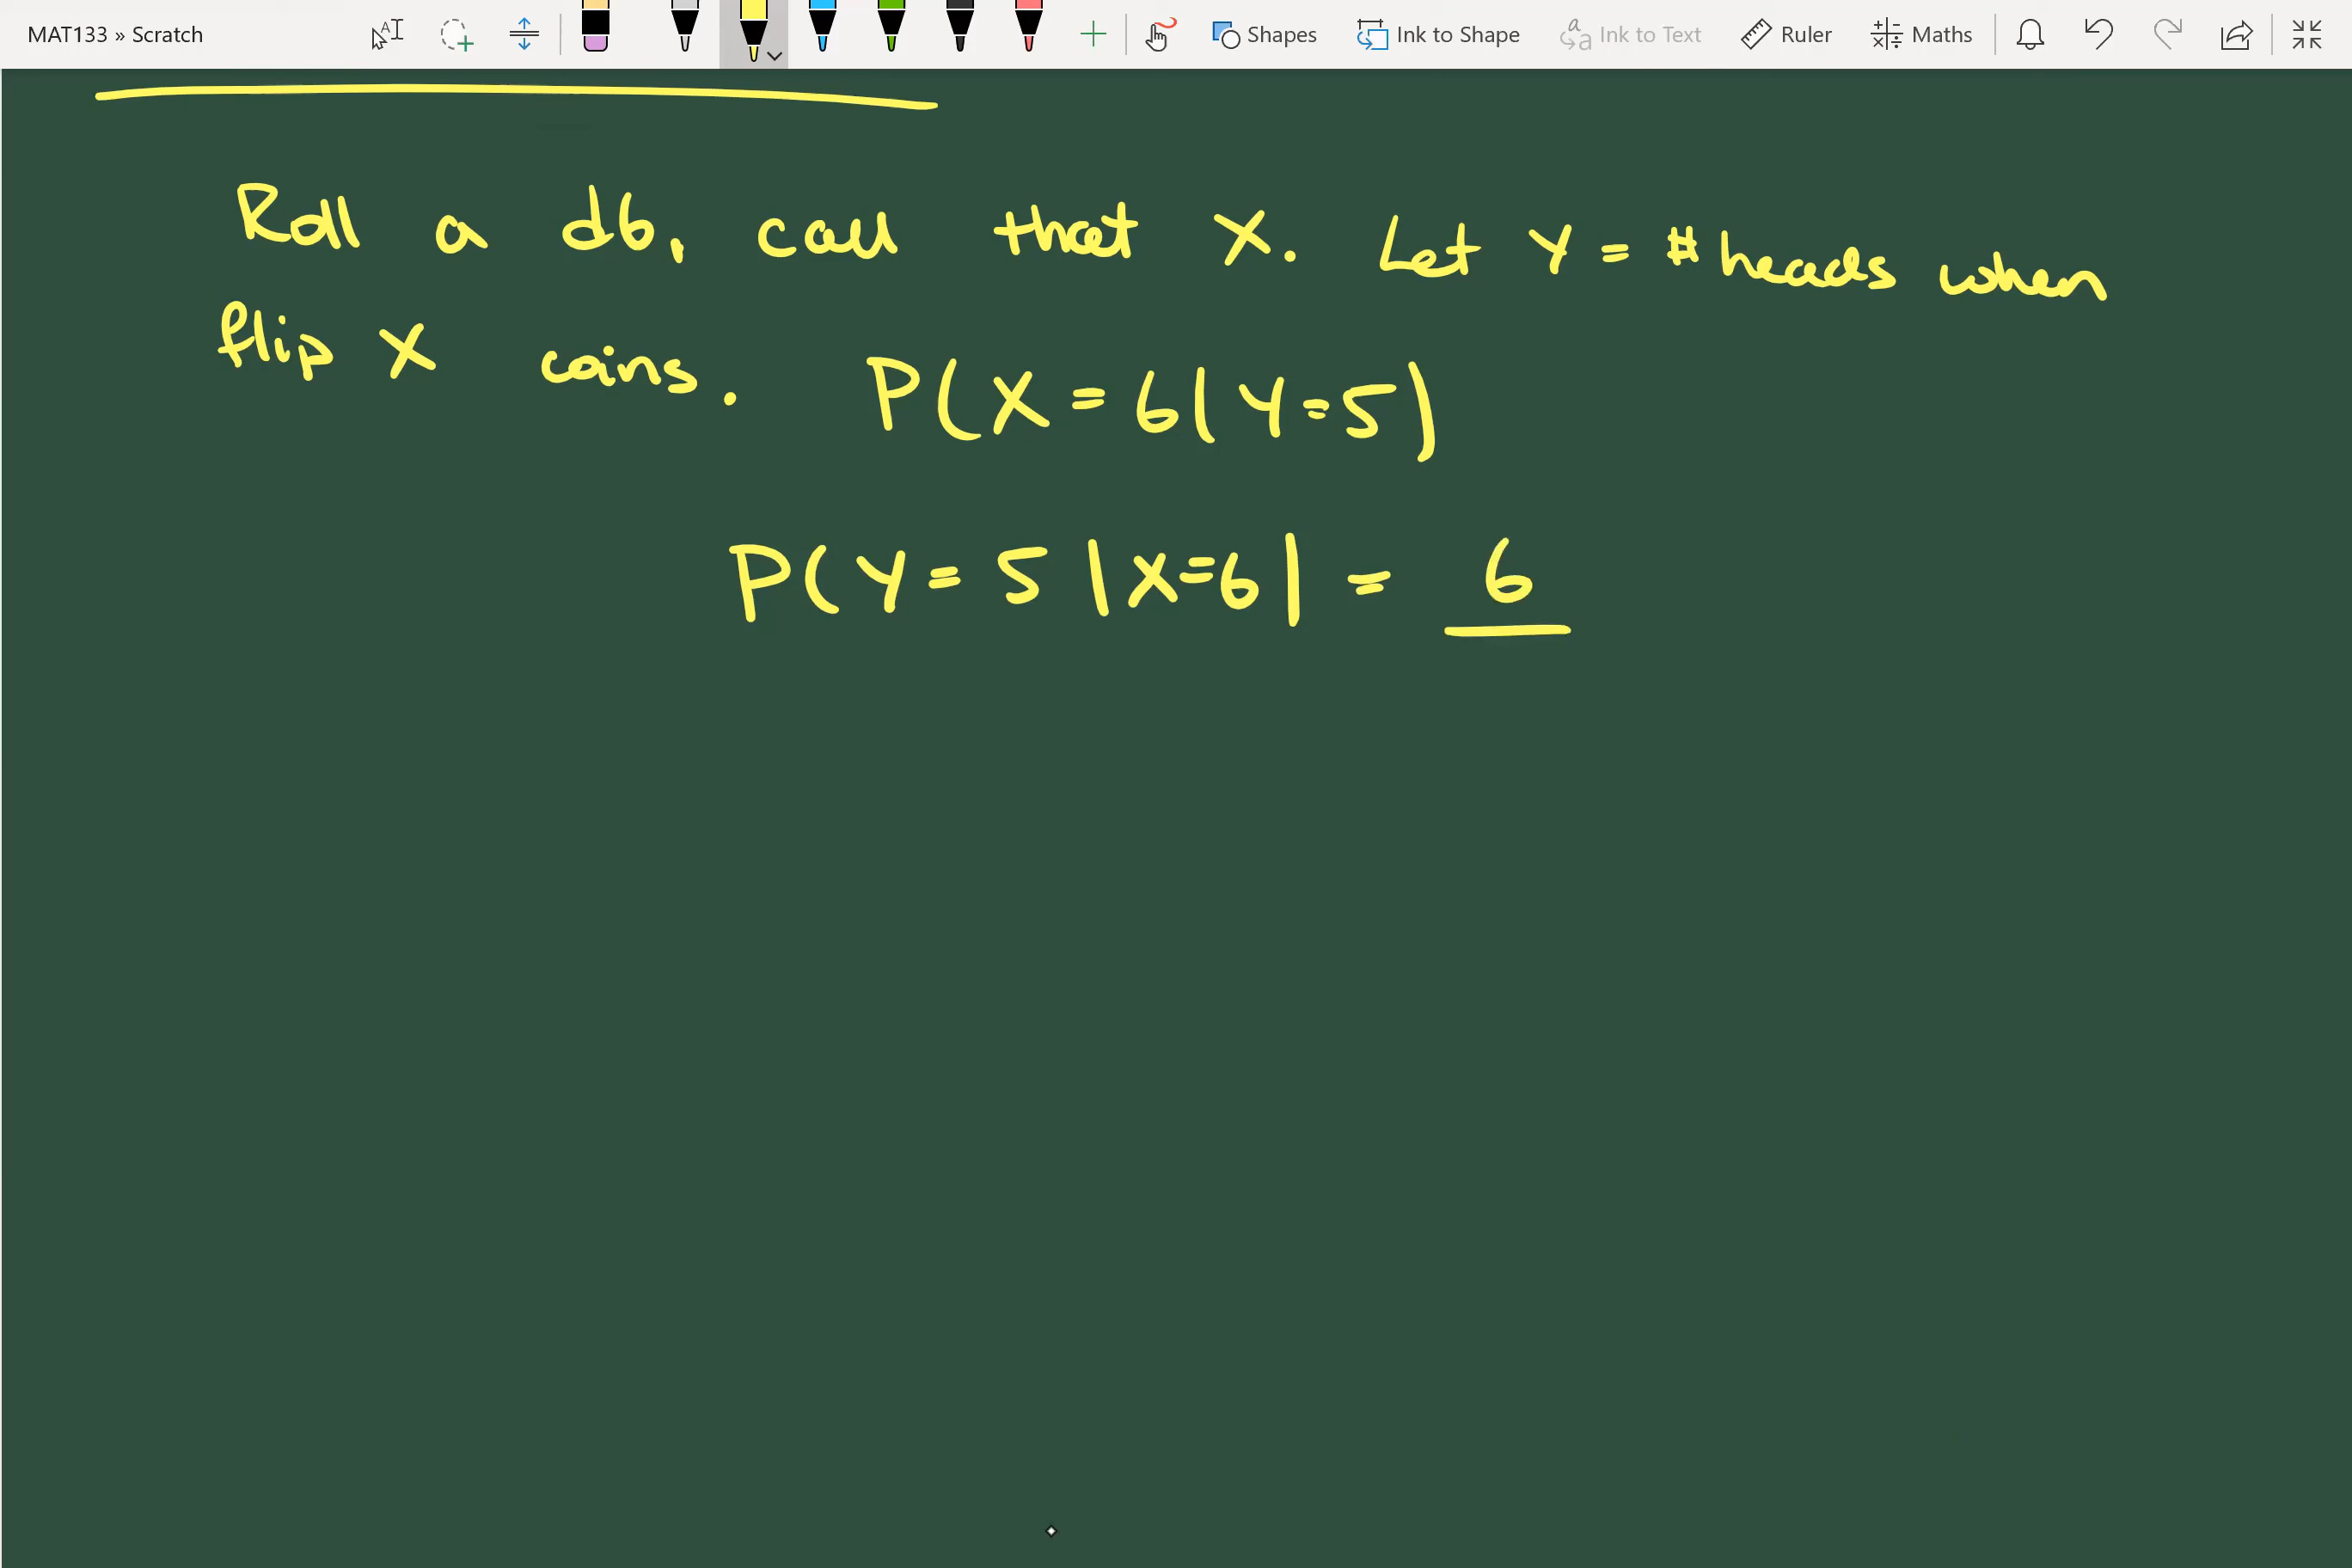 MAT133 » Scratch
Shapes Ink to Shape Ink to Text Ruler Maths
Roll a d6, call that X. Let Y = # heads when
flip X coins. P(X=6|Y=5)
P(Y=5|X=6| = 6